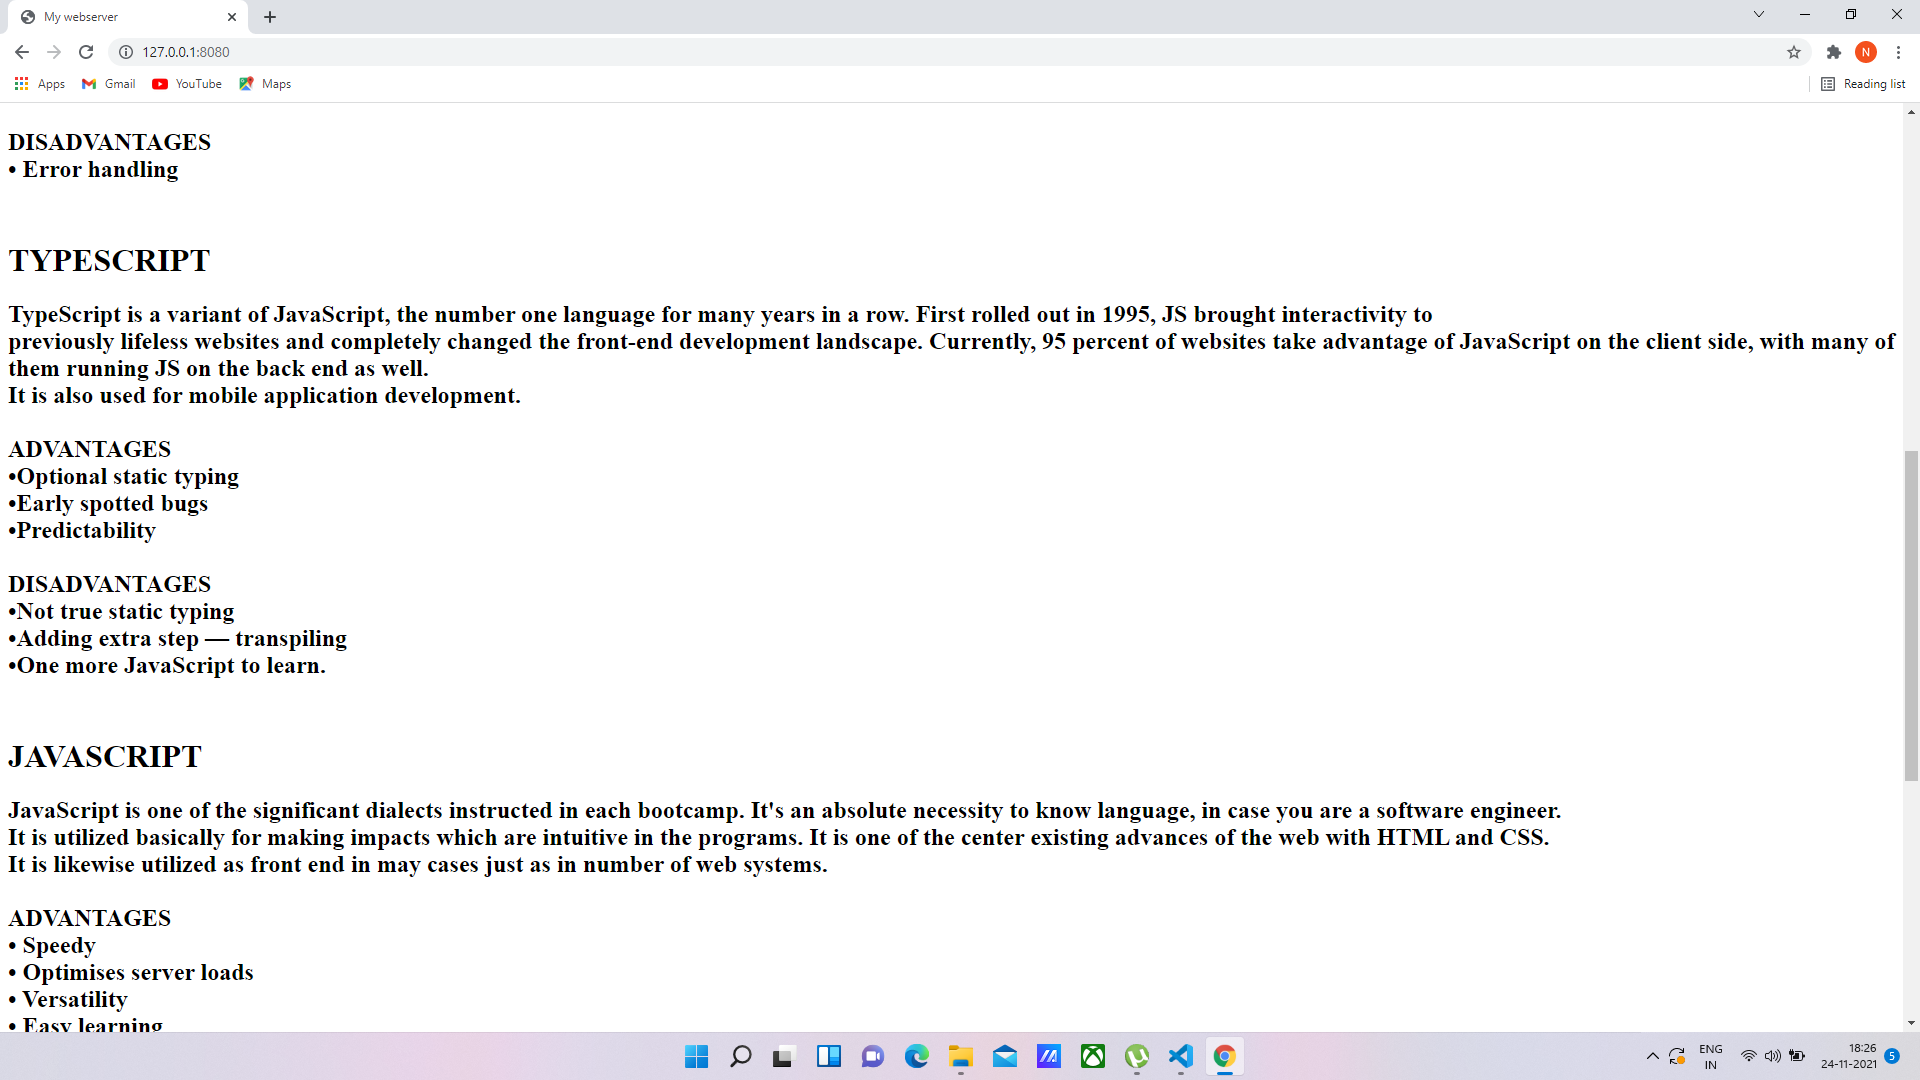 My webserver
127.0.0.1:8080
N
Apps
Gmail
YouTube
Maps
Reading list
DISADVANTAGES
• Error handling
TYPESCRIPT
TypeScript is a variant of JavaScript, the number one language for many years in a row. First rolled out in 1995, JS brought interactivity to
previously lifeless websites and completely changed the front-end development landscape. Currently, 95 percent of websites take advantage of JavaScript on the client side, with many of
them running JS on the back end as well.
It is also used for mobile application development.
ADVANTAGES
•Optional static typing
•Early spotted bugs
•Predictability
DISADVANTAGES
•Not true static typing
•Adding extra step — transpiling
•One more JavaScript to learn.
JAVASCRIPT
JavaScript is one of the significant dialects instructed in each bootcamp. It's an absolute necessity to know language, in case you are a software engineer.
It is utilized basically for making impacts which are intuitive in the programs. It is one of the center existing advances of the web with HTML and CSS.
It is likewise utilized as front end in may cases just as in number of web systems.
ADVANTAGES
• Speedy
• Optimises server loads
• Versatility
• Easy learning
ENG
IN
18:26
24-11-2021
5